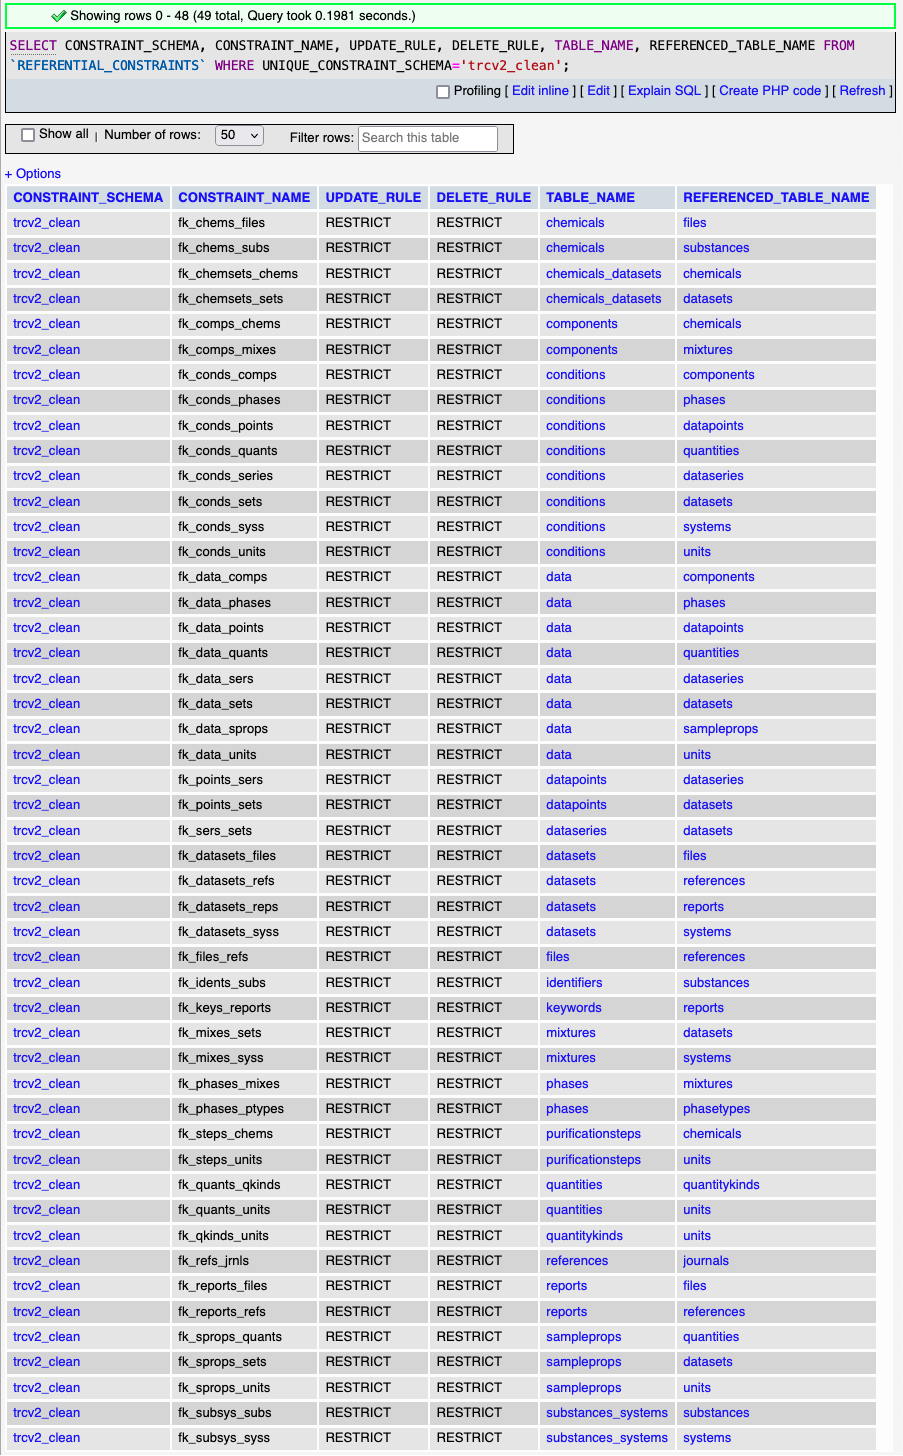 Showing rows 0 - 48 (49 total, Query took 0.1981 seconds.)
SELECT CONSTRAINT_SCHEMA, CONSTRAINT_NAME, UPDATE_RULE, DELETE_RULE, TABLE_NAME, REFERENCED_TABLE_NAME FROM
`REFERENTIAL_CONSTRAINTS` WHERE UNIQUE_CONSTRAINT_SCHEMA='trcv2_clean';
Profiling [ Edit inline ] [ Edit ] [ Explain SQL ] [ Create PHP code ] [ Refresh ]
Show all | Number of rows: 50 Filter rows: Search this table
+ Options
CONSTRAINT_SCHEMA CONSTRAINT_NAME UPDATE_RULE DELETE_RULE TABLE_NAME REFERENCED_TABLE_NAME
trcv2_clean fk_chems_files RESTRICT RESTRICT chemicals files
trcv2_clean fk_chems_subs RESTRICT RESTRICT chemicals substances
trcv2_clean fk_chemsets_chems RESTRICT RESTRICT chemicals_datasets chemicals
trcv2_clean fk_chemsets_sets RESTRICT RESTRICT chemicals_datasets datasets
trcv2_clean fk_comps_chems RESTRICT RESTRICT components chemicals
trcv2_clean fk_comps_mixes RESTRICT RESTRICT components mixtures
trcv2_clean fk_conds_comps RESTRICT RESTRICT conditions components
trcv2_clean fk_conds_phases RESTRICT RESTRICT conditions phases
trcv2_clean fk_conds_points RESTRICT RESTRICT conditions datapoints
trcv2_clean fk_conds_quants RESTRICT RESTRICT conditions quantities
trcv2_clean fk_conds_series RESTRICT RESTRICT conditions dataseries
trcv2_clean fk_conds_sets RESTRICT RESTRICT conditions datasets
trcv2_clean fk_conds_syss RESTRICT RESTRICT conditions systems
trcv2_clean fk_conds_units RESTRICT RESTRICT conditions units
trcv2_clean fk_data_comps RESTRICT RESTRICT data components
trcv2_clean fk_data_phases RESTRICT RESTRICT data phases
trcv2_clean fk_data_points RESTRICT RESTRICT data datapoints
trcv2_clean fk_data_quants RESTRICT RESTRICT data quantities
trcv2_clean fk_data_sers RESTRICT RESTRICT data dataseries
trcv2_clean fk_data_sets RESTRICT RESTRICT data datasets
trcv2_clean fk_data_sprops RESTRICT RESTRICT data sampleprops
trcv2_clean fk_data_units RESTRICT RESTRICT data units
trcv2_clean fk_points_sers RESTRICT RESTRICT datapoints dataseries
trcv2_clean fk_points_sets RESTRICT RESTRICT datapoints datasets
trcv2_clean fk_sers_sets RESTRICT RESTRICT dataseries datasets
trcv2_clean fk_datasets_files RESTRICT RESTRICT datasets files
trcv2_clean fk_datasets_refs RESTRICT RESTRICT datasets references
trcv2_clean fk_datasets_reps RESTRICT RESTRICT datasets reports
trcv2_clean fk_datasets_syss RESTRICT RESTRICT datasets systems
trcv2_clean fk_files_refs RESTRICT RESTRICT files references
trcv2_clean fk_idents_subs RESTRICT RESTRICT identifiers substances
trcv2_clean fk_keys_reports RESTRICT RESTRICT keywords reports
trcv2_clean fk_mixes_sets RESTRICT RESTRICT mixtures datasets
trcv2_clean fk_mixes_syss RESTRICT RESTRICT mixtures systems
trcv2_clean fk_phases_mixes RESTRICT RESTRICT phases mixtures
trcv2_clean fk_phases_ptypes RESTRICT RESTRICT phases phasetypes
trcv2_clean fk_steps_chems RESTRICT RESTRICT purificationsteps chemicals
trcv2_clean fk_steps_units RESTRICT RESTRICT purificationsteps units
trcv2_clean fk_quants_qkinds RESTRICT RESTRICT quantities quantitykinds
trcv2_clean fk_quants_units RESTRICT RESTRICT quantities units
trcv2_clean fk_qkinds_units RESTRICT RESTRICT quantitykinds units
trcv2_clean fk_refs_jrnls RESTRICT RESTRICT references journals
trcv2_clean fk_reports_files RESTRICT RESTRICT reports files
trcv2_clean fk_reports_refs RESTRICT RESTRICT reports references
trcv2_clean fk_sprops_quants RESTRICT RESTRICT sampleprops quantities
trcv2_clean fk_sprops_sets RESTRICT RESTRICT sampleprops datasets
trcv2_clean fk_sprops_units RESTRICT RESTRICT sampleprops units
trcv2_clean fk_subsys_subs RESTRICT RESTRICT substances_systems substances
trcv2_clean fk_subsys_syss RESTRICT RESTRICT substances_systems systems